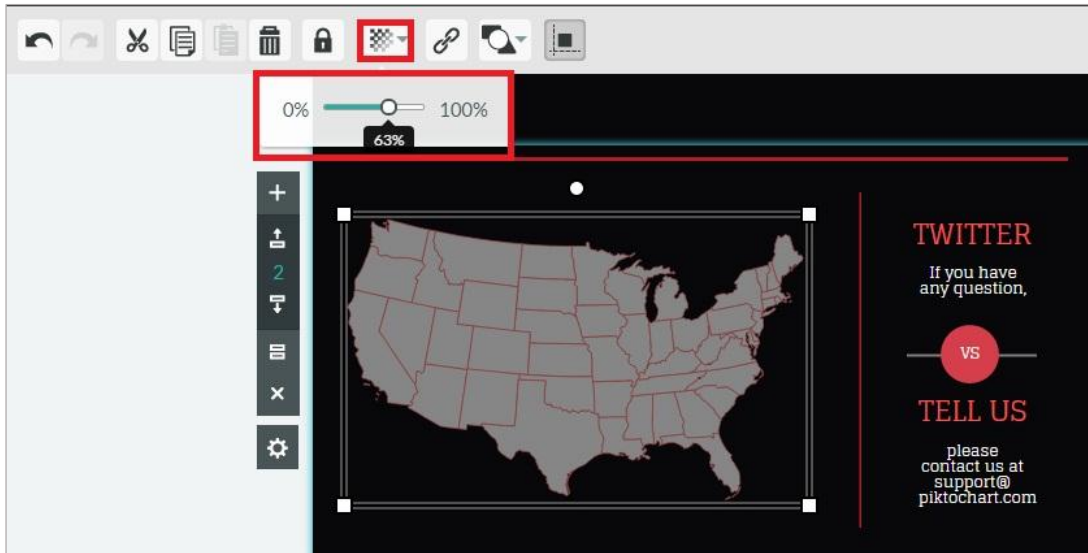 0%
100%
63%
2
TWITTER
If you have
any question,
VS
TELL US
please
contact us at
support@
piktochart.com